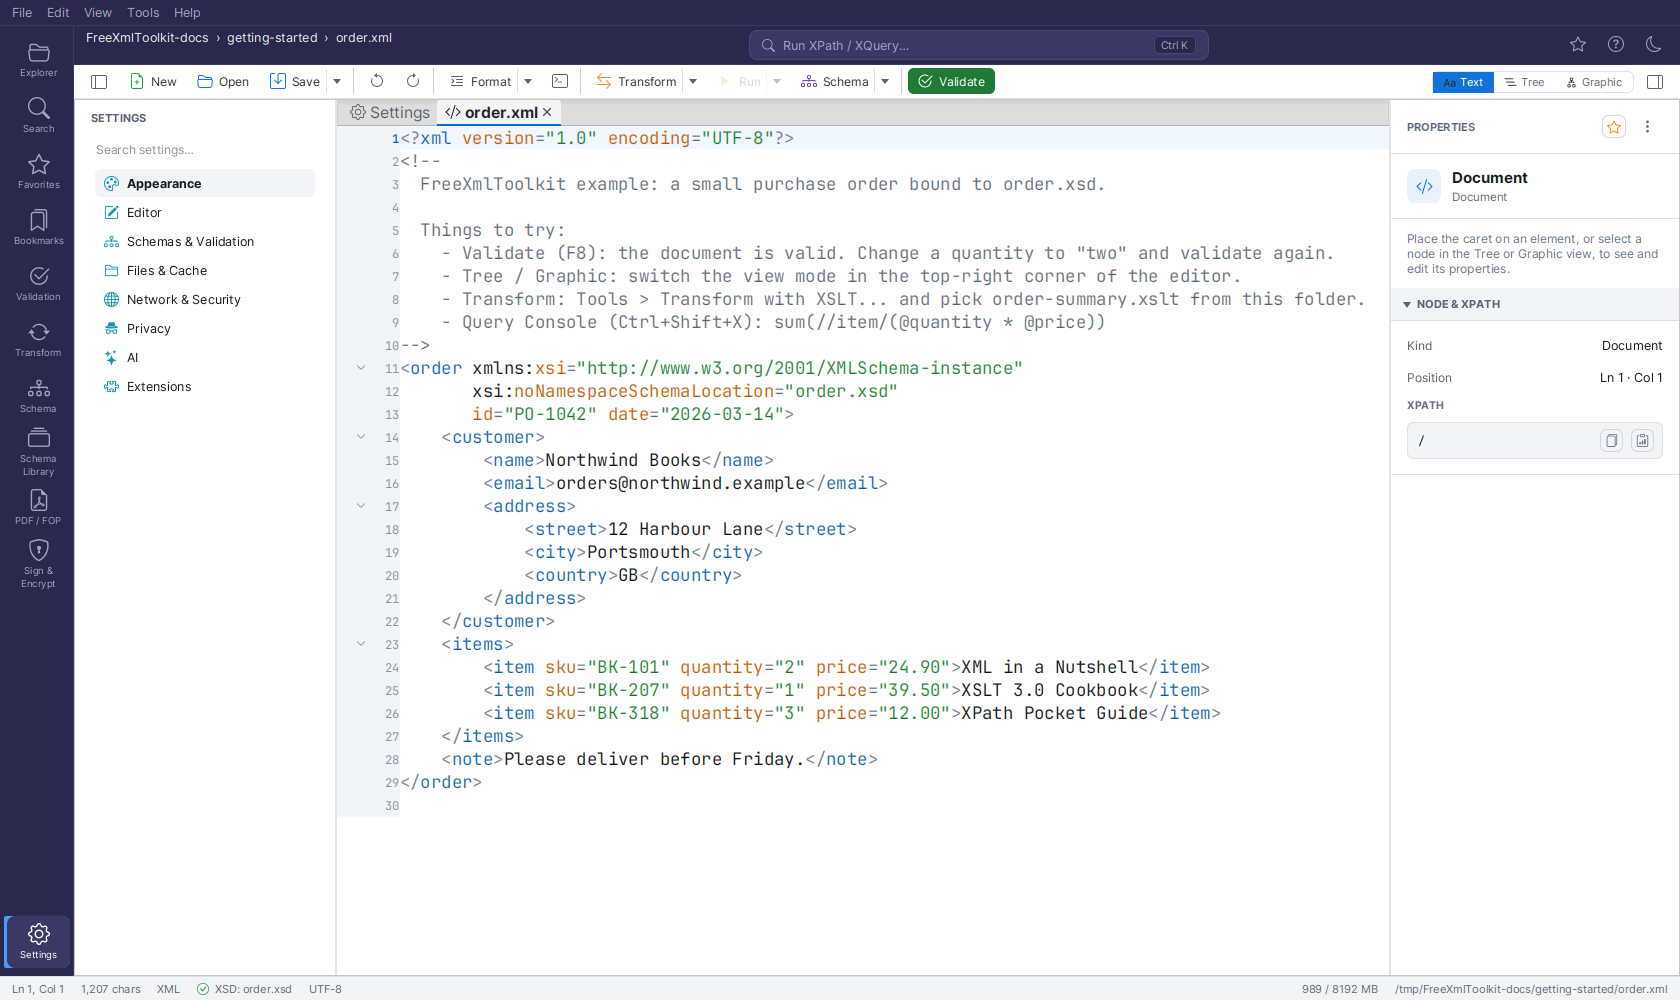 File Edit View Tools Help
FreeXmlToolkit-docs › getting-started › order.xml
Run XPath / XQuery... Ctrl K
New Open Save Format Transform Run Schema Validate Aa Text Tree Graphic
Explorer
Search
Favorites
Bookmarks
Validation
Transform
Schema
Schema
Library
PDF / FOP
Sign &
Encrypt
Settings
SETTINGS
Search settings...
Appearance
Editor
Schemas & Validation
Files & Cache
Network & Security
Privacy
AI
Extensions
Settings order.xml
1 <?xml version="1.0" encoding="UTF-8"?>
2 <!--
3   FreeXmlToolkit example: a small purchase order bound to order.xsd.
4
5   Things to try:
6     - Validate (F8): the document is valid. Change a quantity to "two" and validate again.
7     - Tree / Graphic: switch the view mode in the top-right corner of the editor.
8     - Transform: Tools > Transform with XSLT... and pick order-summary.xslt from this folder.
9     - Query Console (Ctrl+Shift+X): sum(//item/(@quantity * @price))
10 -->
11 <order xmlns:xsi="http://www.w3.org/2001/XMLSchema-instance"
12        xsi:noNamespaceSchemaLocation="order.xsd"
13        id="PO-1042" date="2026-03-14">
14     <customer>
15         <name>Northwind Books</name>
16         <email>orders@northwind.example</email>
17         <address>
18             <street>12 Harbour Lane</street>
19             <city>Portsmouth</city>
20             <country>GB</country>
21         </address>
22     </customer>
23     <items>
24         <item sku="BK-101" quantity="2" price="24.90">XML in a Nutshell</item>
25         <item sku="BK-207" quantity="1" price="39.50">XSLT 3.0 Cookbook</item>
26         <item sku="BK-318" quantity="3" price="12.00">XPath Pocket Guide</item>
27     </items>
28     <note>Please deliver before Friday.</note>
29 </order>
30
PROPERTIES
Document
Document
Place the caret on an element, or select a
node in the Tree or Graphic view, to see and
edit its properties.
NODE & XPATH
Kind Document
Position Ln 1 · Col 1
XPATH
/
Ln 1, Col 1 1,207 chars XML XSD: order.xsd UTF-8 989 / 8192 MB /tmp/FreeXmlToolkit-docs/getting-started/order.xml